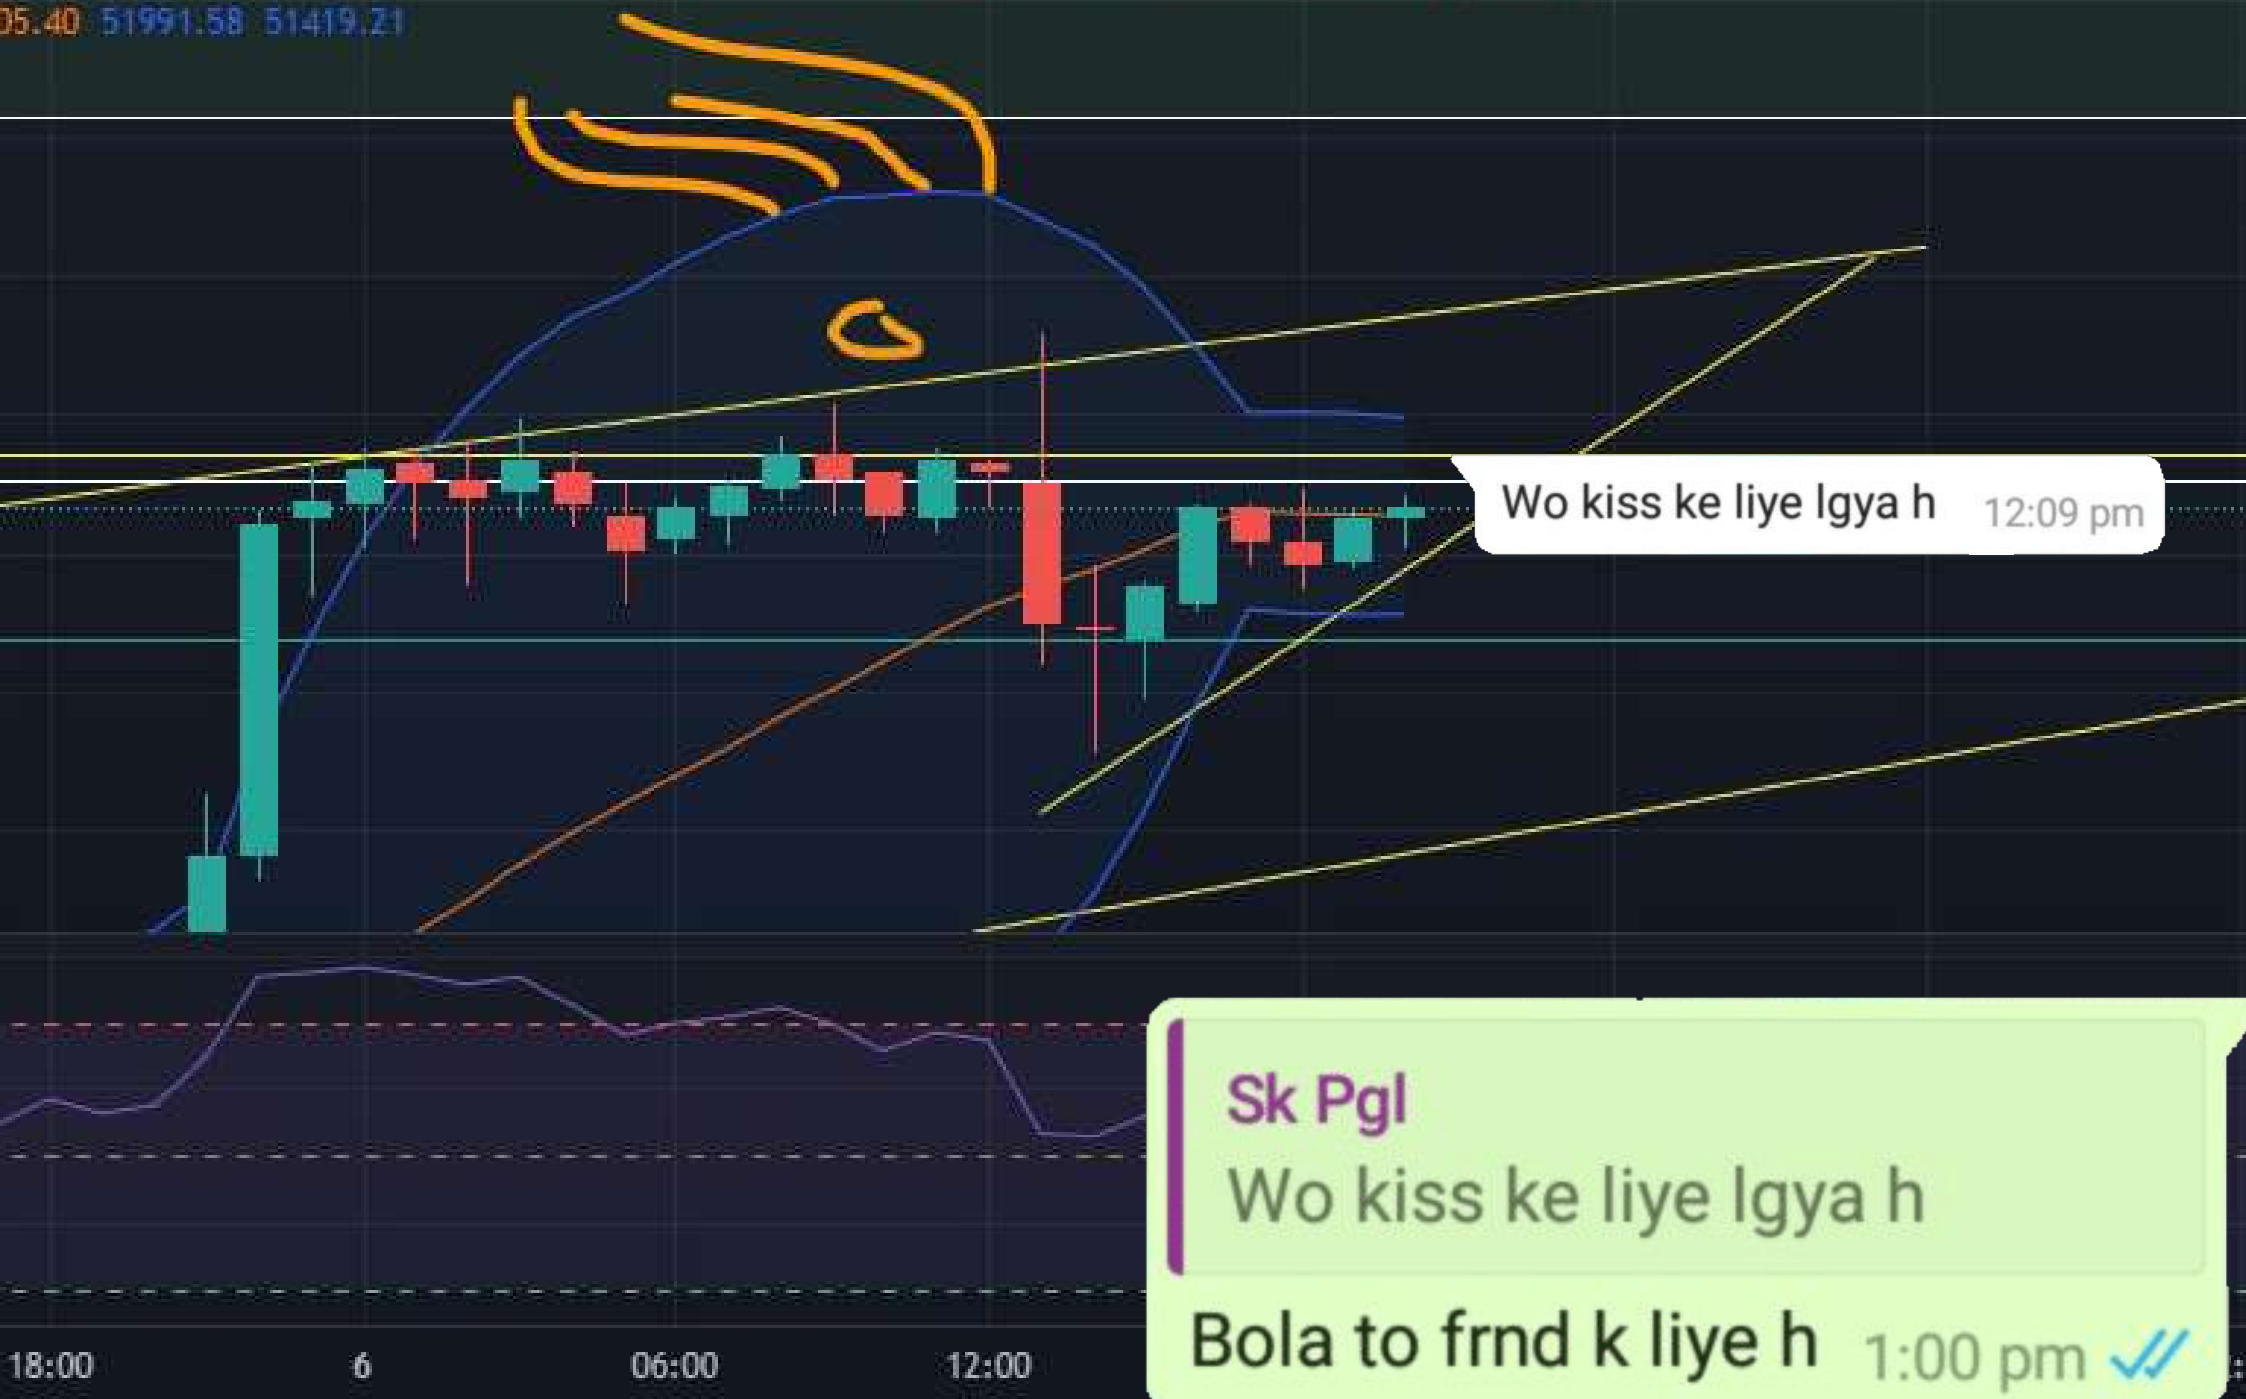 05.40 51991.58 51419.21
Wo kiss ke liye lgya h 12:09 pm
Sk Pgl
Wo kiss ke liye lgya h
Bola to frnd k liye h 1:00 pm
18:00 6 06:00 12:00